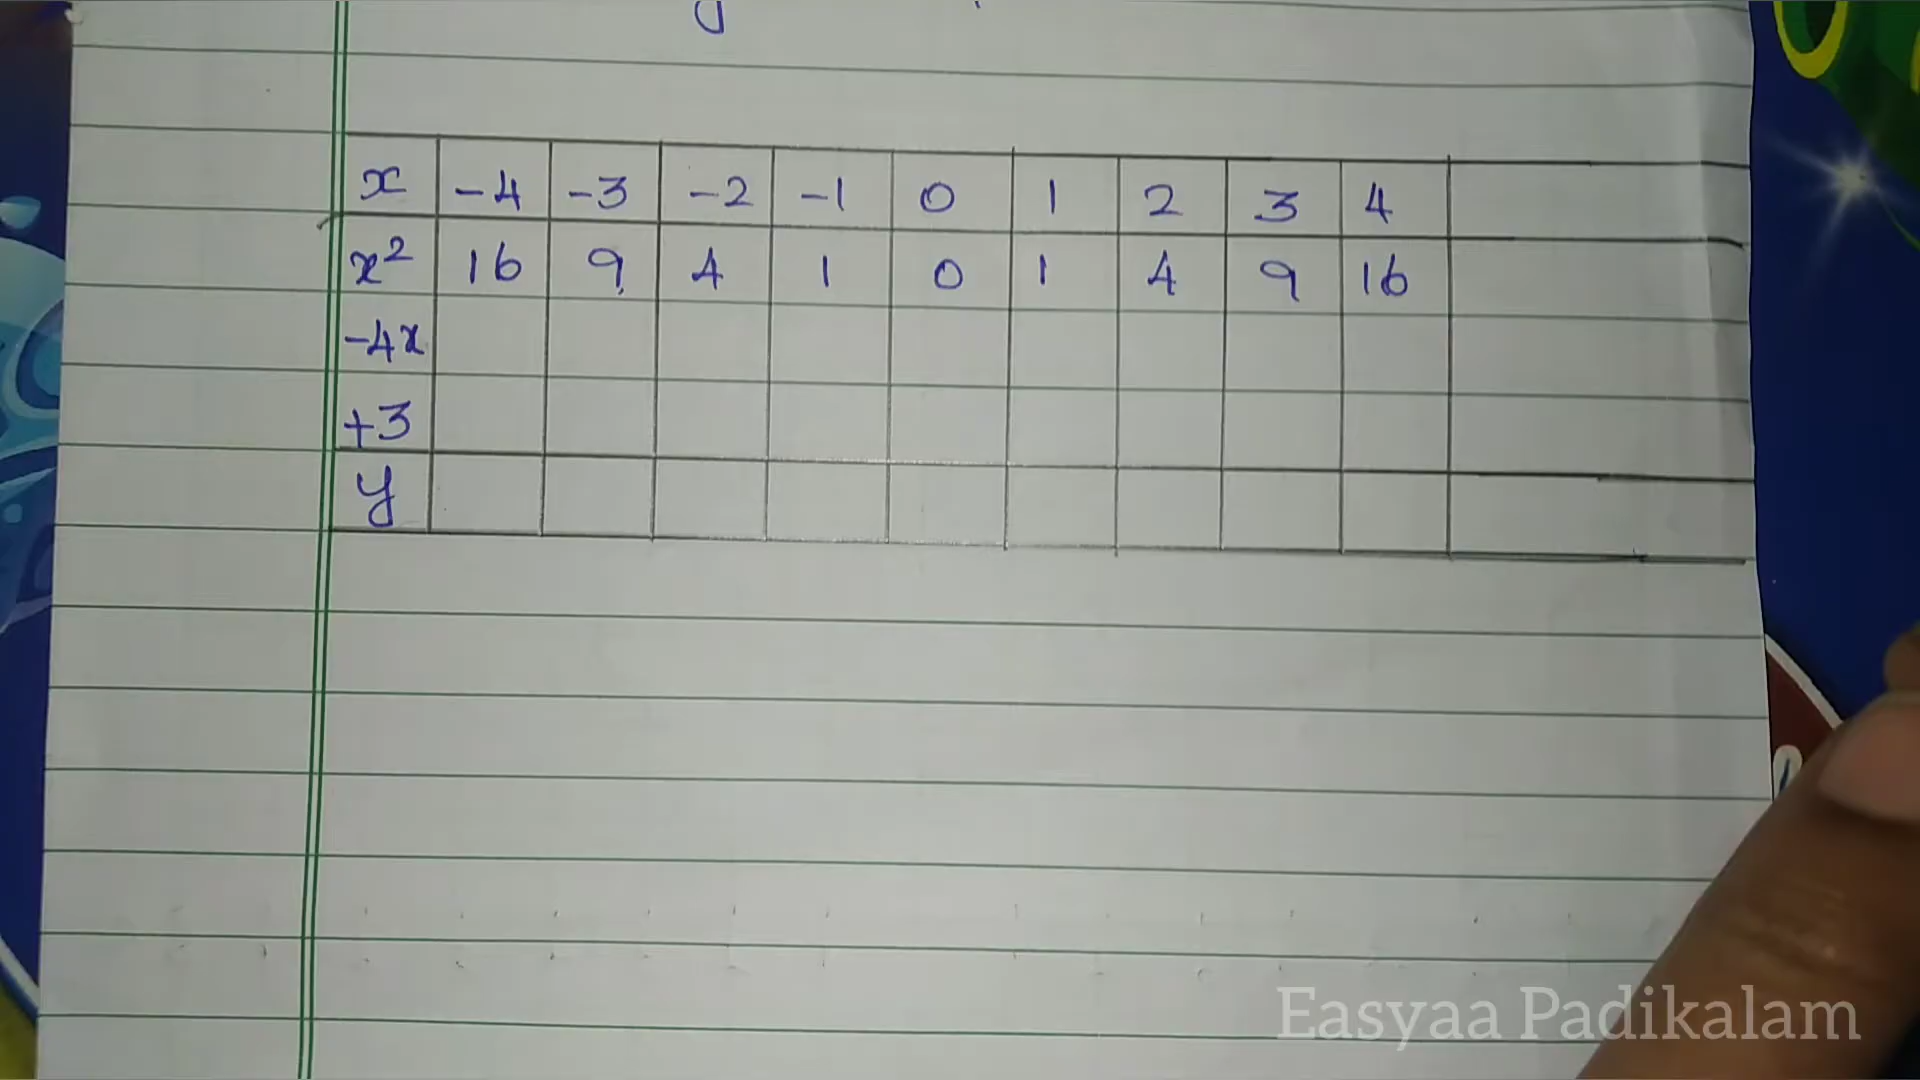 x -4 -3 -2 -1 0 1 2 3 4
x² 16 9 4 1 0 1 4 9 16
-4x
+3
y
Easyaa Padikalam